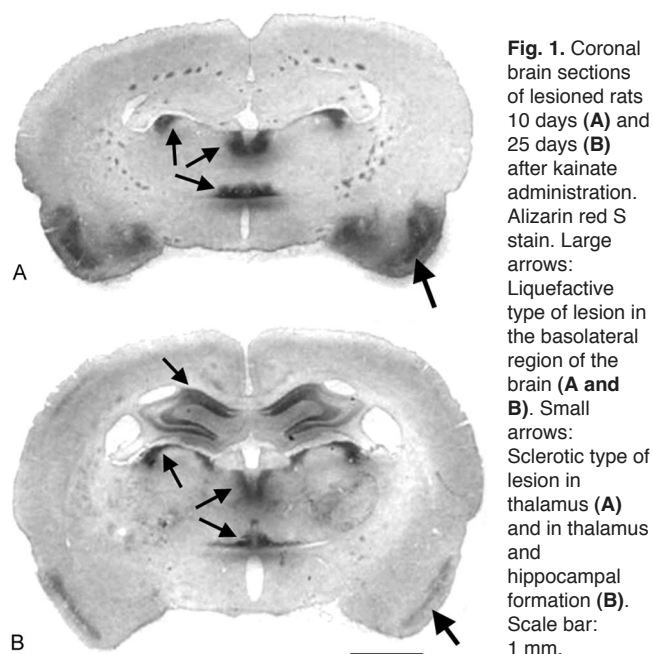 Fig. 1. Coronal
brain sections
of lesioned rats
10 days (A) and
25 days (B)
after kainate
administration.
Alizarin red S
stain. Large
arrows:
Liquefactive
type of lesion in
the basolateral
region of the
brain (A and
B). Small
arrows:
Sclerotic type of
lesion in
thalamus (A)
and in thalamus
and
hippocampal
formation (B).
Scale bar:
1 mm.
A
B